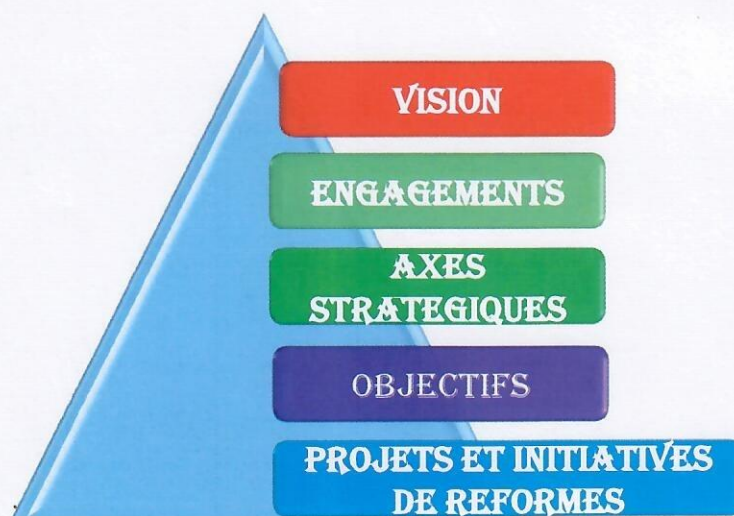 VISION
ENGAGEMENTS
AXES
STRATEGIQUES
OBJECTIFS
PROJETS ET INITIATIVES
DE REFORMES